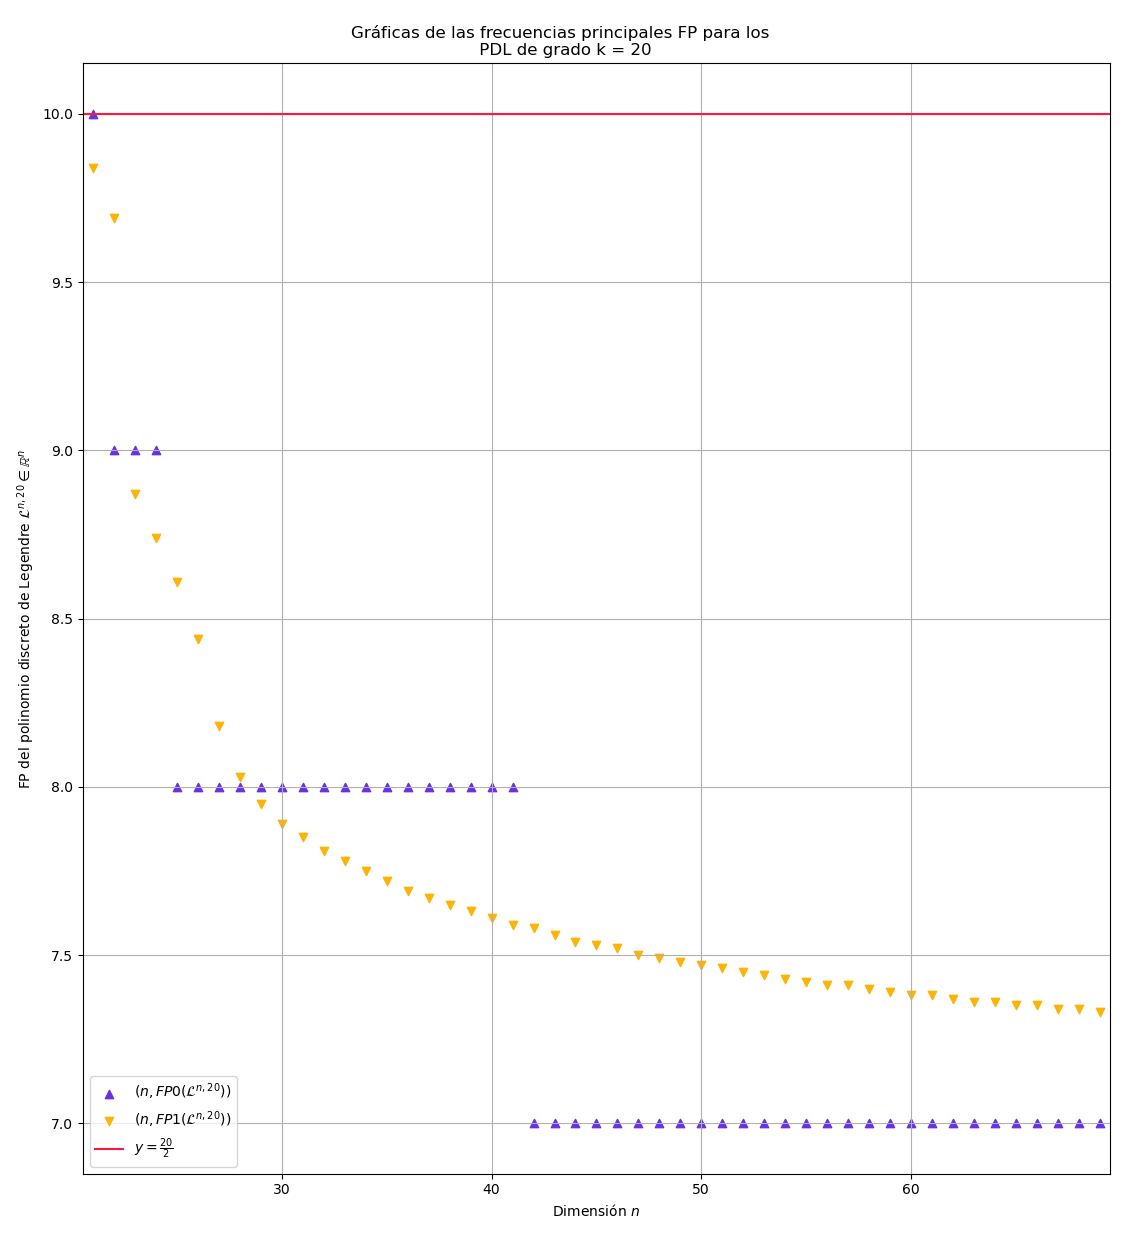 Gráficas de las frecuencias principales FP para los
PDL de grado k = 20
10.0
9.5
9.0
8.5
8.0
7.5
7.0
FP del polinomio discreto de Legendre $\mathcal{L}^{n,20} \in \mathbb{R}^n$
$(n, FP0(\mathcal{L}^{n,20}))$
$(n, FP1(\mathcal{L}^{n,20}))$
$y = \frac{20}{2}$
30 40 50 60
Dimensión $n$